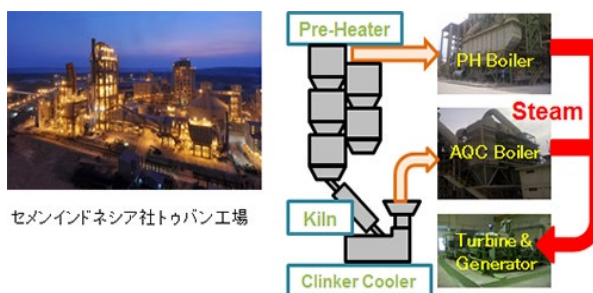 セメンインドネシア社トゥバン工場
Pre-Heater
PH Boiler
Steam
AQC Boiler
Kiln
Turbine &
Generator
Clinker Cooler